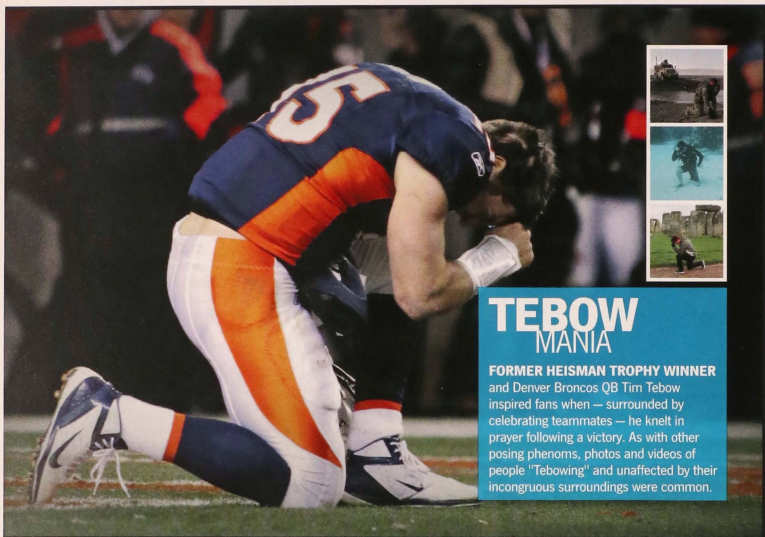 15
TEBOW
MANIA
FORMER HEISMAN TROPHY WINNER
and Denver Broncos QB Tim Tebow
inspired fans when — surrounded by
celebrating teammates — he knelt in
prayer following a victory. As with other
posing phenoms, photos and videos of
people "Tebowing" and unaffected by their
incongruous surroundings were common.